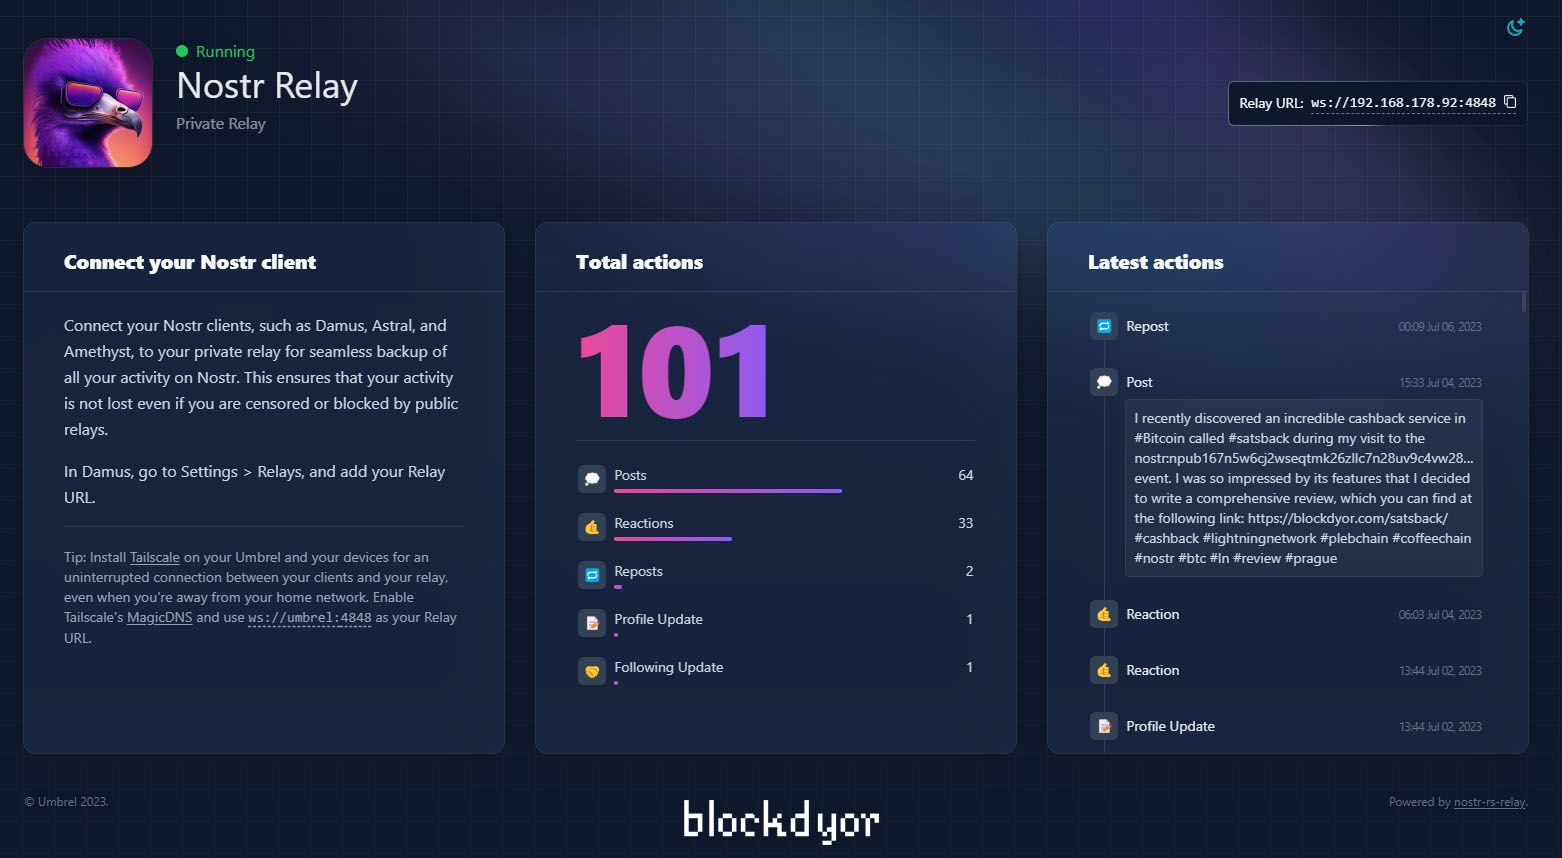 Running
Nostr Relay
Private Relay
Relay URL: ws://192.168.178.92:4848
Connect your Nostr client
Connect your Nostr clients, such as Damus, Astral, and
Amethyst, to your private relay for seamless backup of
all your activity on Nostr. This ensures that your activity
is not lost even if you are censored or blocked by public
relays.
In Damus, go to Settings > Relays, and add your Relay
URL.
Tip: Install Tailscale on your Umbrel and your devices for an
uninterrupted connection between your clients and your relay,
even when you're away from your home network. Enable
Tailscale's MagicDNS and use ws://umbrel:4848 as your Relay
URL.
Total actions
101
Posts 64
Reactions 33
Reposts 2
Profile Update 1
Following Update 1
Latest actions
Repost 00:09 Jul 06, 2023
Post 15:33 Jul 04, 2023
I recently discovered an incredible cashback service in
#Bitcoin called #satsback during my visit to the
nostr:npub167n5w6cj2wseqtmk26zllc7n28uv9c4vw28...
event. I was so impressed by its features that I decided
to write a comprehensive review, which you can find at
the following link: https://blockdyor.com/satsback/
#cashback #lightningnetwork #plebchain #coffeechain
#nostr #btc #ln #review #prague
Reaction 06:03 Jul 04, 2023
Reaction 13:44 Jul 02, 2023
Profile Update 13:44 Jul 02, 2023
© Umbrel 2023.
blockdyor
Powered by nostr-rs-relay.